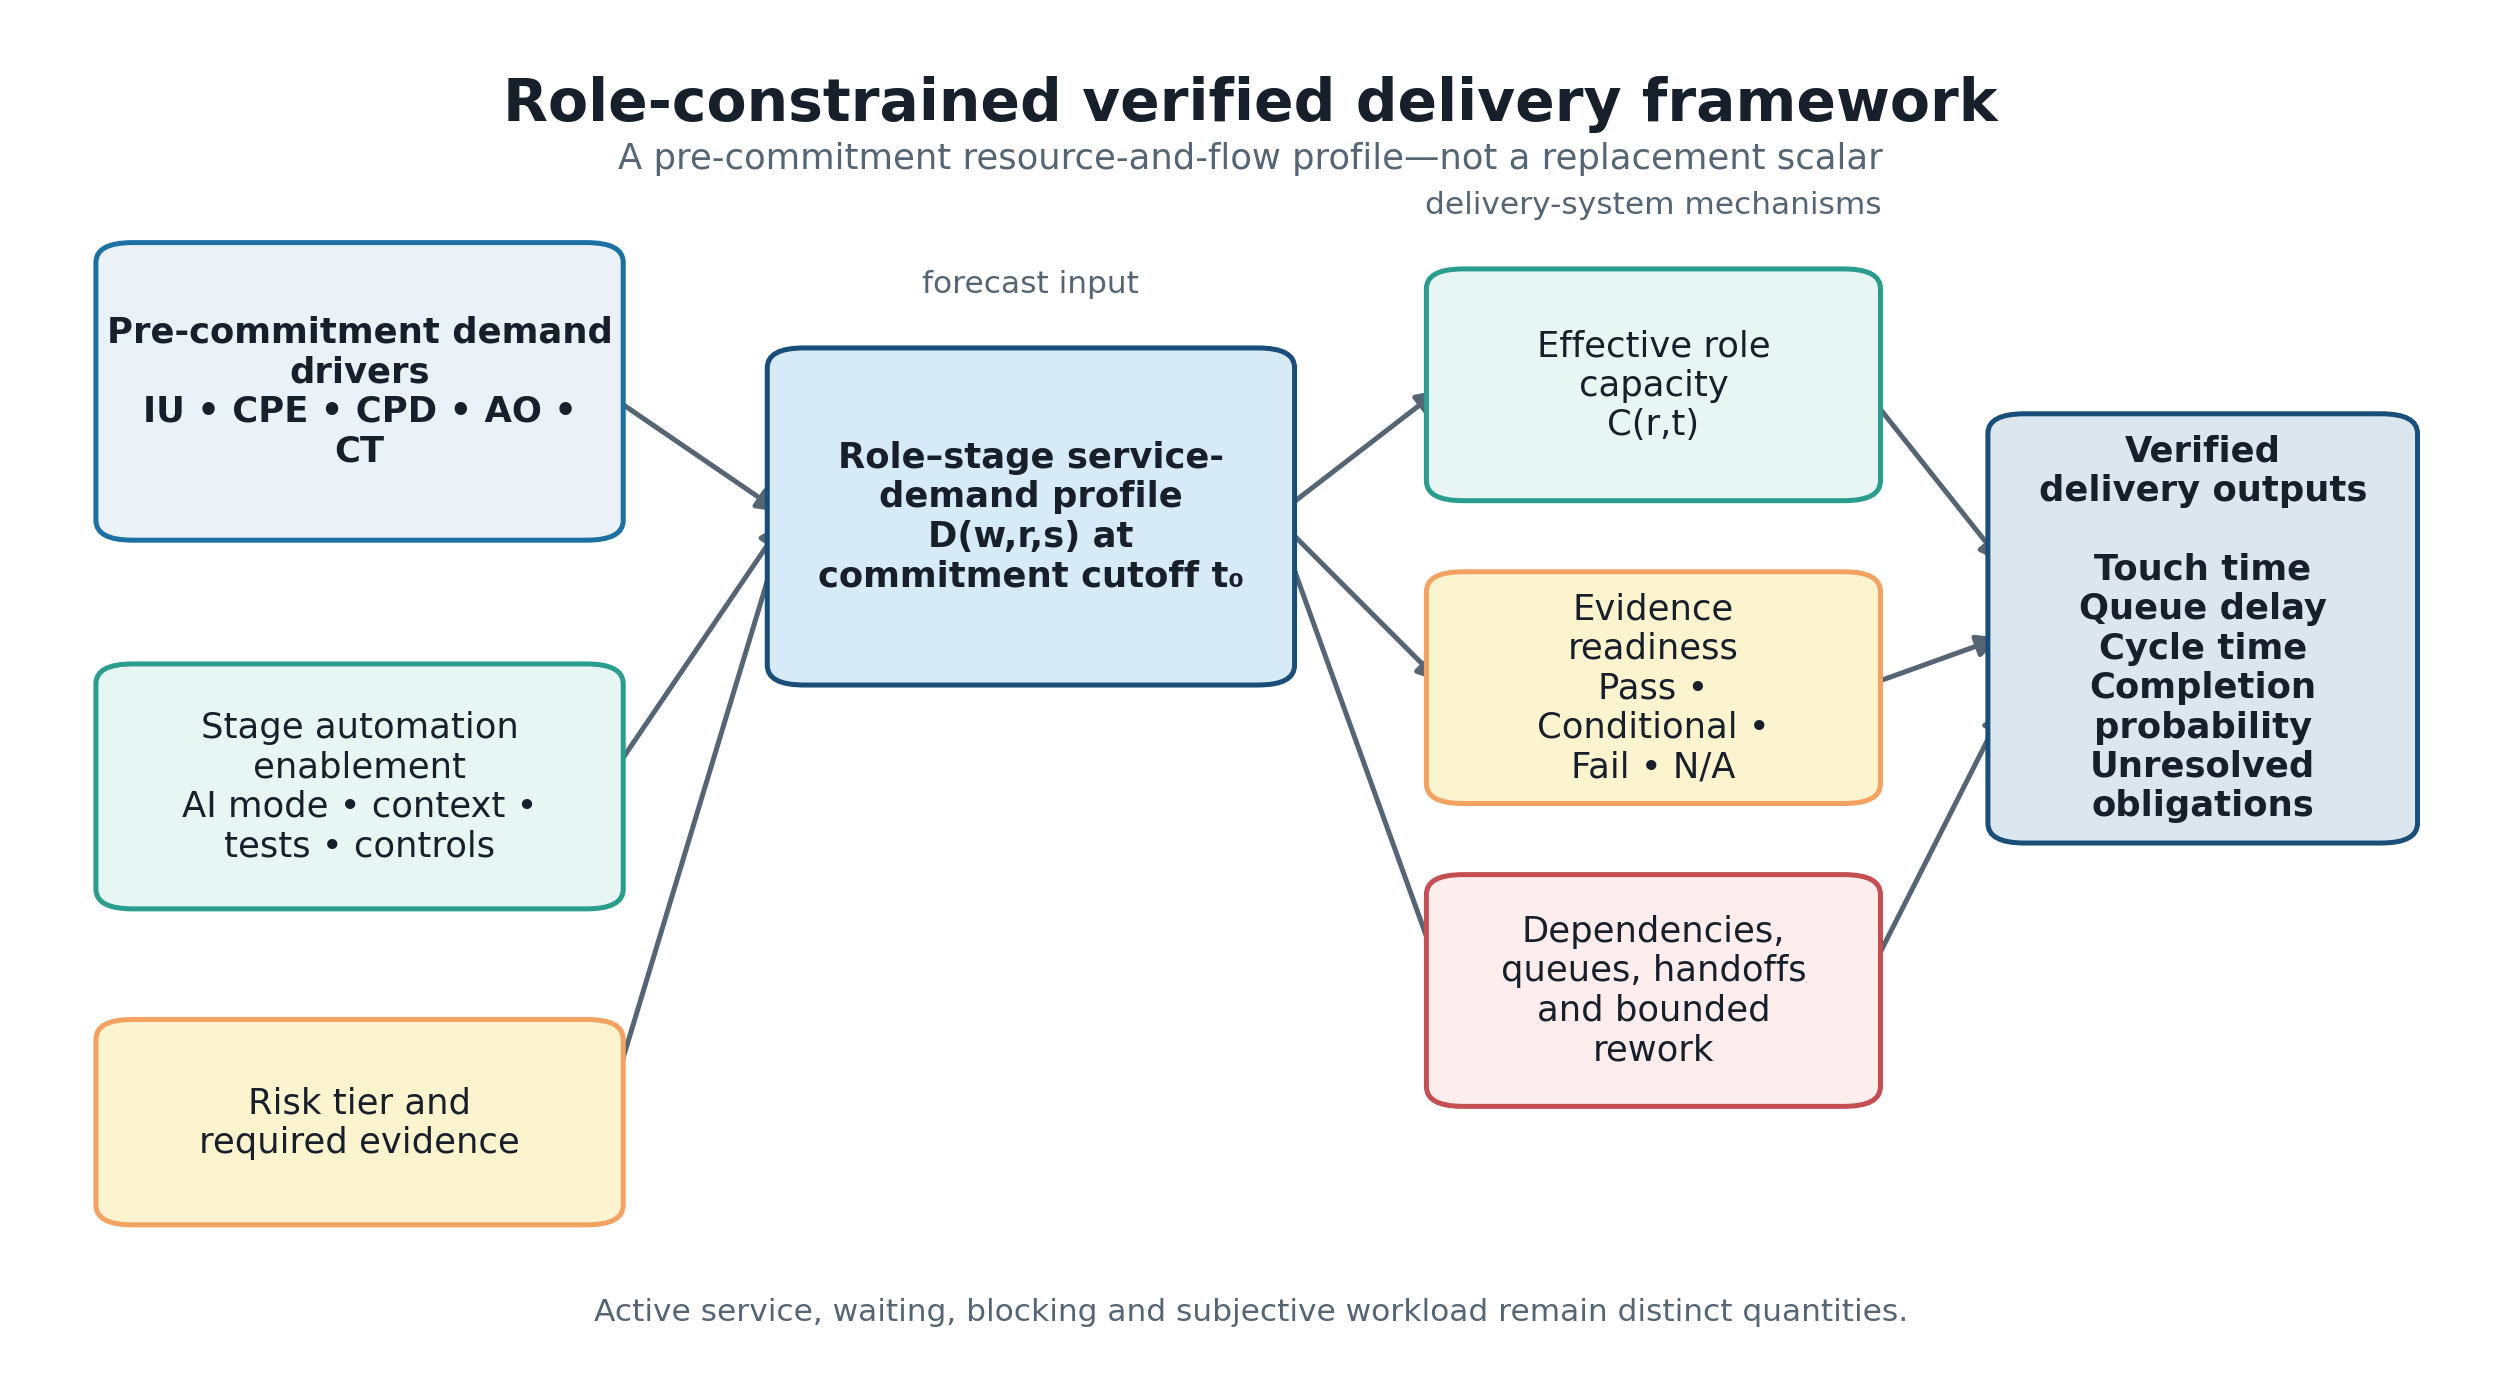 Role-constrained verified delivery framework
A pre-commitment resource-and-flow profile—not a replacement scalar
delivery-system mechanisms
forecast input
Pre-commitment demand
drivers
IU • CPE • CPD • AO •
CT
Stage automation
enablement
AI mode • context •
tests • controls
Risk tier and
required evidence
Role–stage service-
demand profile
D(w,r,s) at
commitment cutoff t₀
Effective role
capacity
C(r,t)
Evidence
readiness
Pass •
Conditional •
Fail • N/A
Dependencies,
queues, handoffs
and bounded
rework
Verified
delivery outputs
Touch time
Queue delay
Cycle time
Completion
probability
Unresolved
obligations
Active service, waiting, blocking and subjective workload remain distinct quantities.